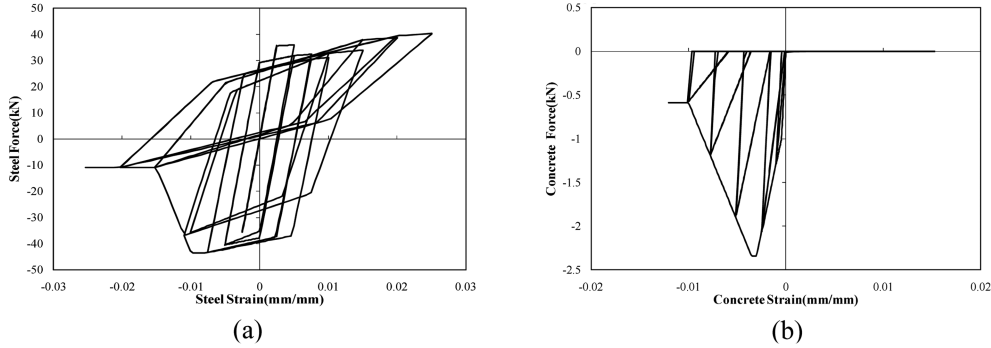 50
40
30
20
10
0
-10
-20
-30
-40
-50
-0.03 -0.02 -0.01 0 0.01 0.02 0.03
Steel Force(kN)
Steel Strain(mm/mm)
(a)
0.5
0
-0.5
-1
-1.5
-2
-2.5
-0.02 -0.01 0 0.01 0.02
Concrete Force(kN)
Concrete Strain(mm/mm)
(b)